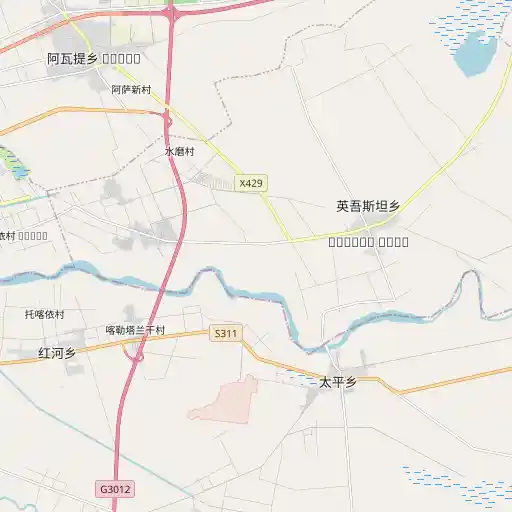 阿瓦提乡
阿萨新村
水磨村
X429
英吾斯坦乡
依村
托喀依村
喀勒塔兰干村
S311
红河乡
太平乡
G3012